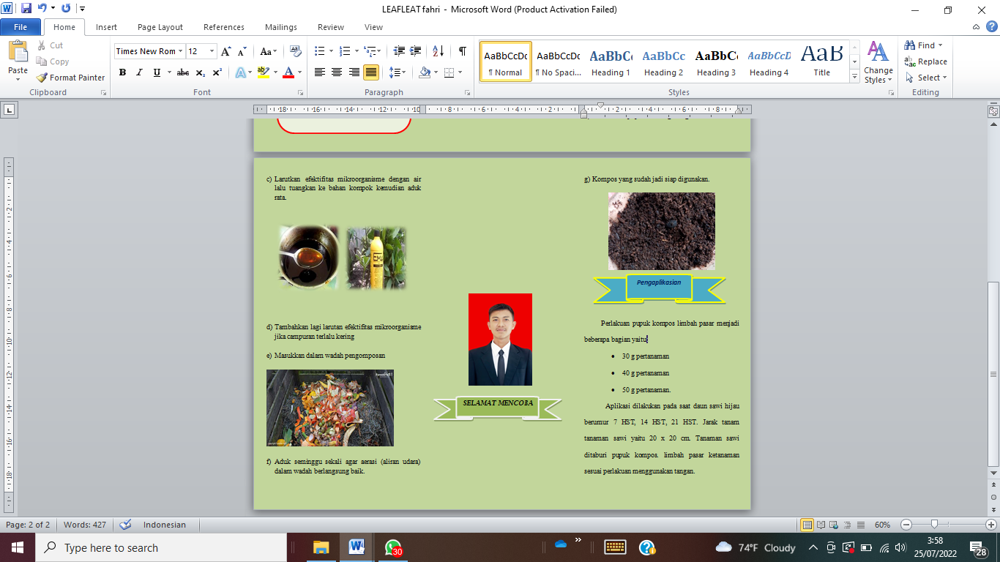 LEAFLEAT fahri - Microsoft Word (Product Activation Failed)
File Home Insert Page Layout References Mailings Review View
Paste
Cut
Copy
Format Painter
Clipboard
Times New Rom 12
Font
Paragraph
AaBbCcDc AaBbCcDc AaBbCc AaBbCc AaBbCc AaBbCcD AaB
¶ Normal ¶ No Spaci... Heading 1 Heading 2 Heading 3 Heading 4 Title
Change Styles
Styles
Find
Replace
Select
Editing
c) Larutkan efektifitas mikroorganisme dengan air
lalu tuangkan ke bahan kompok kemudian aduk
rata.
EM4
d) Tambahkan lagi larutan efektifitas mikroorganisme
jika campuran terlalu kering
e) Masukkan dalam wadah pengomposan
f) Aduk seminggu sekali agar aerasi (aliran udara)
dalam wadah berlangsung baik.
SELAMAT MENCOBA
g) Kompos yang sudah jadi siap digunakan.
Pengaplikasian
Perlakuan pupuk kompos limbah pasar menjadi
beberapa bagian yaitu
• 30 g pertanaman
• 40 g pertanaman
• 50 g pertanaman.
Aplikasi dilakukan pada saat daun sawi hijau
berumur 7 HST, 14 HST, 21 HST. Jarak tanam
tanaman sawi yaitu 20 x 20 cm. Tanaman sawi
ditaburi pupuk kompos. limbah pasar ketanaman
sesuai perlakuan menggunakan tangan.
Page: 2 of 2 Words: 427 Indonesian 60%
Type here to search
30
74°F Cloudy
3:58
25/07/2022
28